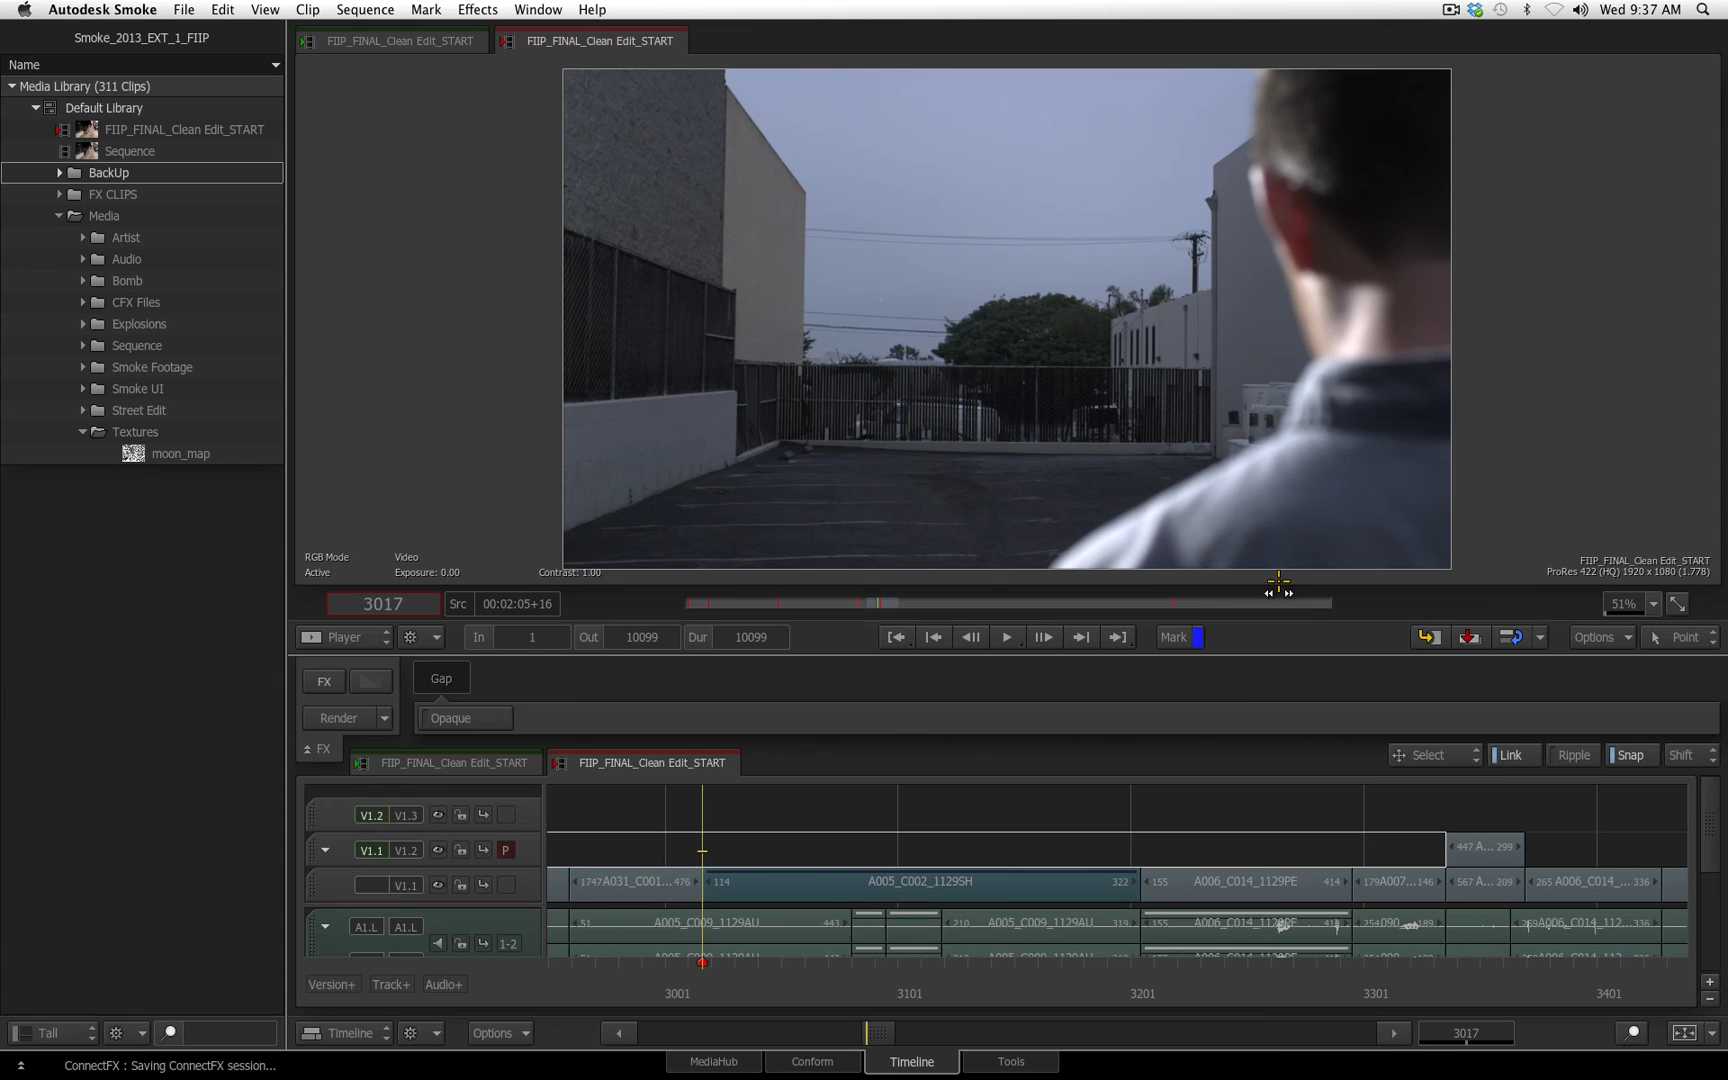 Autodesk Smoke File Edit View Clip Sequence Mark Effects Window Help Wed 9:37 AM
Smoke_2013_EXT_1_FIIP
FIIP_FINAL_Clean Edit_START FIIP_FINAL_Clean Edit_START
Name
Media Library (311 Clips)
Default Library
FIIP_FINAL_Clean Edit_START
Sequence
BackUp
FX CLIPS
Media
Artist
Audio
Bomb
CFX Files
Explosions
Sequence
Smoke Footage
Smoke UI
Street Edit
Textures
moon_map
RGB Mode Video
Active Exposure: 0.00 Contrast: 1.00
FIIP_FINAL_Clean Edit_START
ProRes 422 (HQ) 1920 x 1080 (1.778)
3017 Src 00:02:05+16 51%
Player In 1 Out 10099 Dur 10099 Mark Options Point
FX Gap
Render Opaque
FX
FIIP_FINAL_Clean Edit_START FIIP_FINAL_Clean Edit_START Select Link Ripple Snap Shift
V1.2 V1.3
V1.1 V1.2 P 447 A... 299
V1.1 1747A031_C001...476 114 A005_C002_1129SH 322 155 A006_C014_1129PE 414 179A007...146 567 A... 209 265 A006_C014_... 336
A1.L A1.L 51 A005_C009_1129AU 443 210 A005_C009_1129AU 319 155 A006_C014_1129PE 414 254090...189 269A006_C014_112...336
1-2
Version+ Track+ Audio+
3001 3101 3201 3301 3401
Tall Timeline Options 3017
ConnectFX : Saving ConnectFX session... MediaHub Conform Timeline Tools